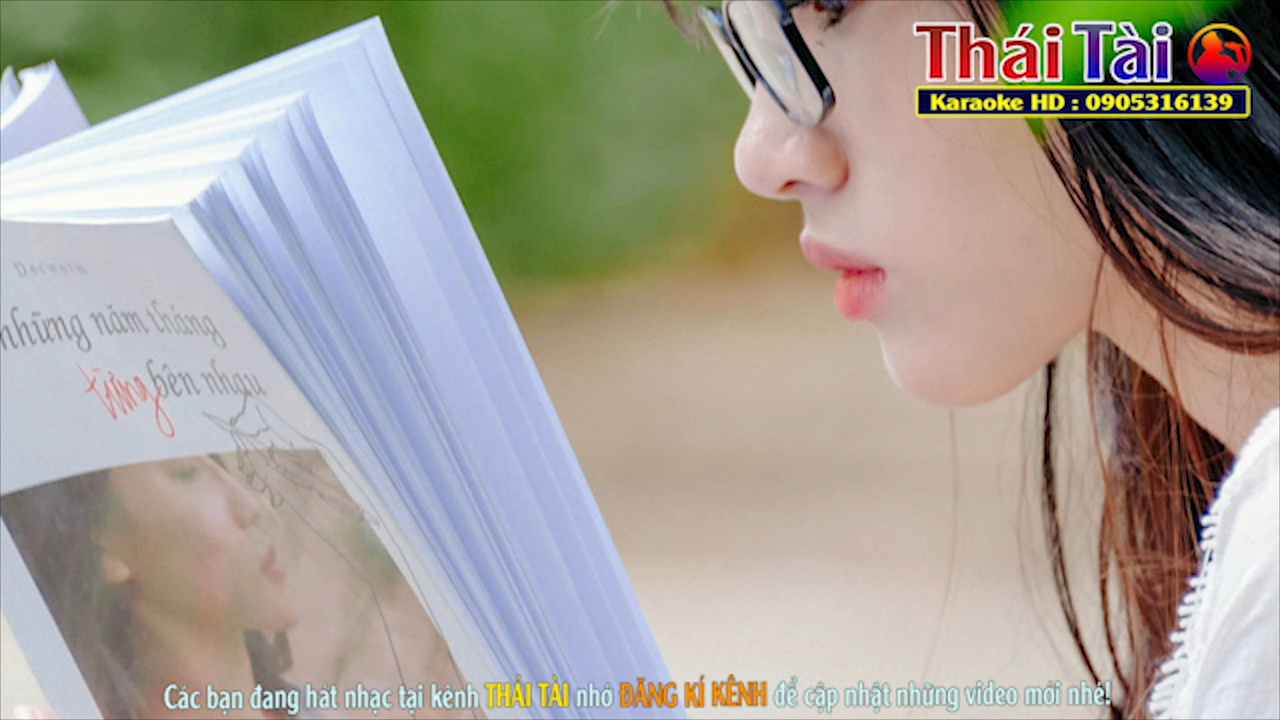 Thái Tài
Karaoke HD : 0905316139
những năm tháng
từng bên nhau
Các bạn đang hát nhạc tại kênh THÁI TÀI nhớ ĐĂNG KÍ KÊNH để cập nhật những video mới nhé!